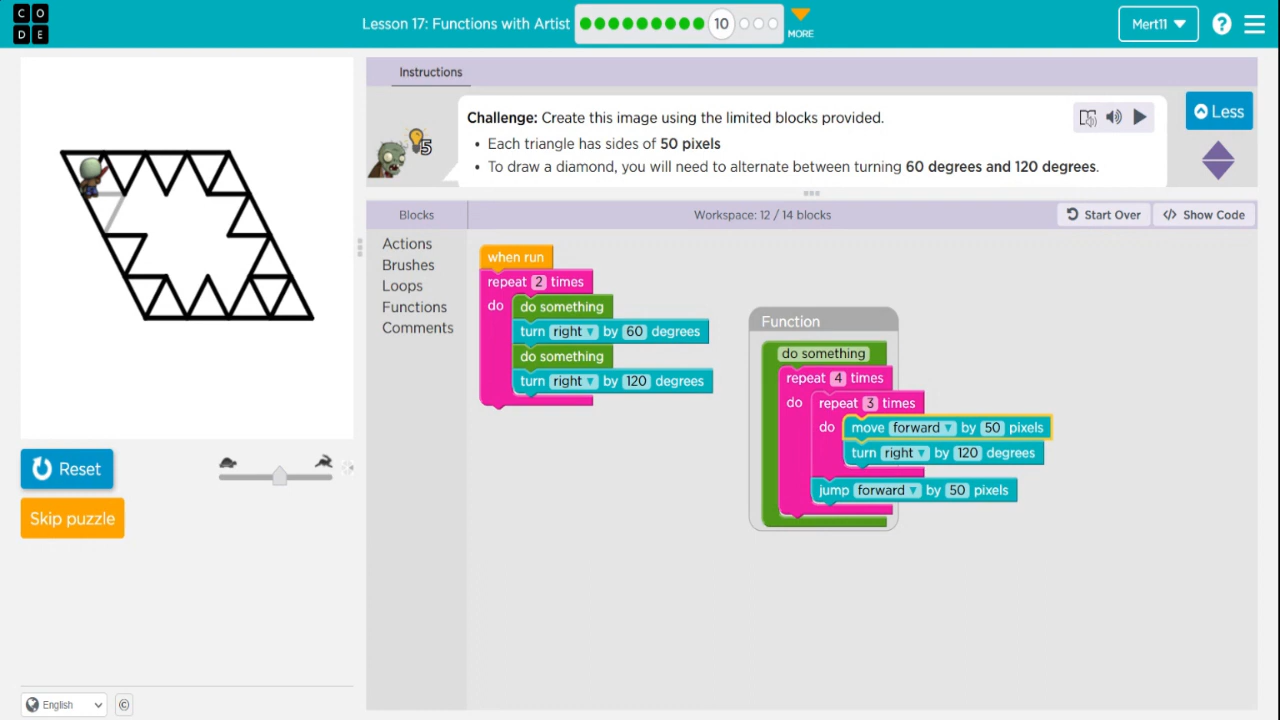 C O
D E
Lesson 17: Functions with Artist
10
MORE
Mert11
?
Instructions
5
Challenge: Create this image using the limited blocks provided.
• Each triangle has sides of 50 pixels
• To draw a diamond, you will need to alternate between turning 60 degrees and 120 degrees.
Less
Blocks
Workspace: 12 / 14 blocks
Start Over
</> Show Code
Actions
Brushes
Loops
Functions
Comments
when run
repeat 2 times
do
do something
turn right by 60 degrees
do something
turn right by 120 degrees
Function
do something
repeat 4 times
do
repeat 3 times
do
move forward by 50 pixels
turn right by 120 degrees
jump forward by 50 pixels
Reset
Skip puzzle
English
©